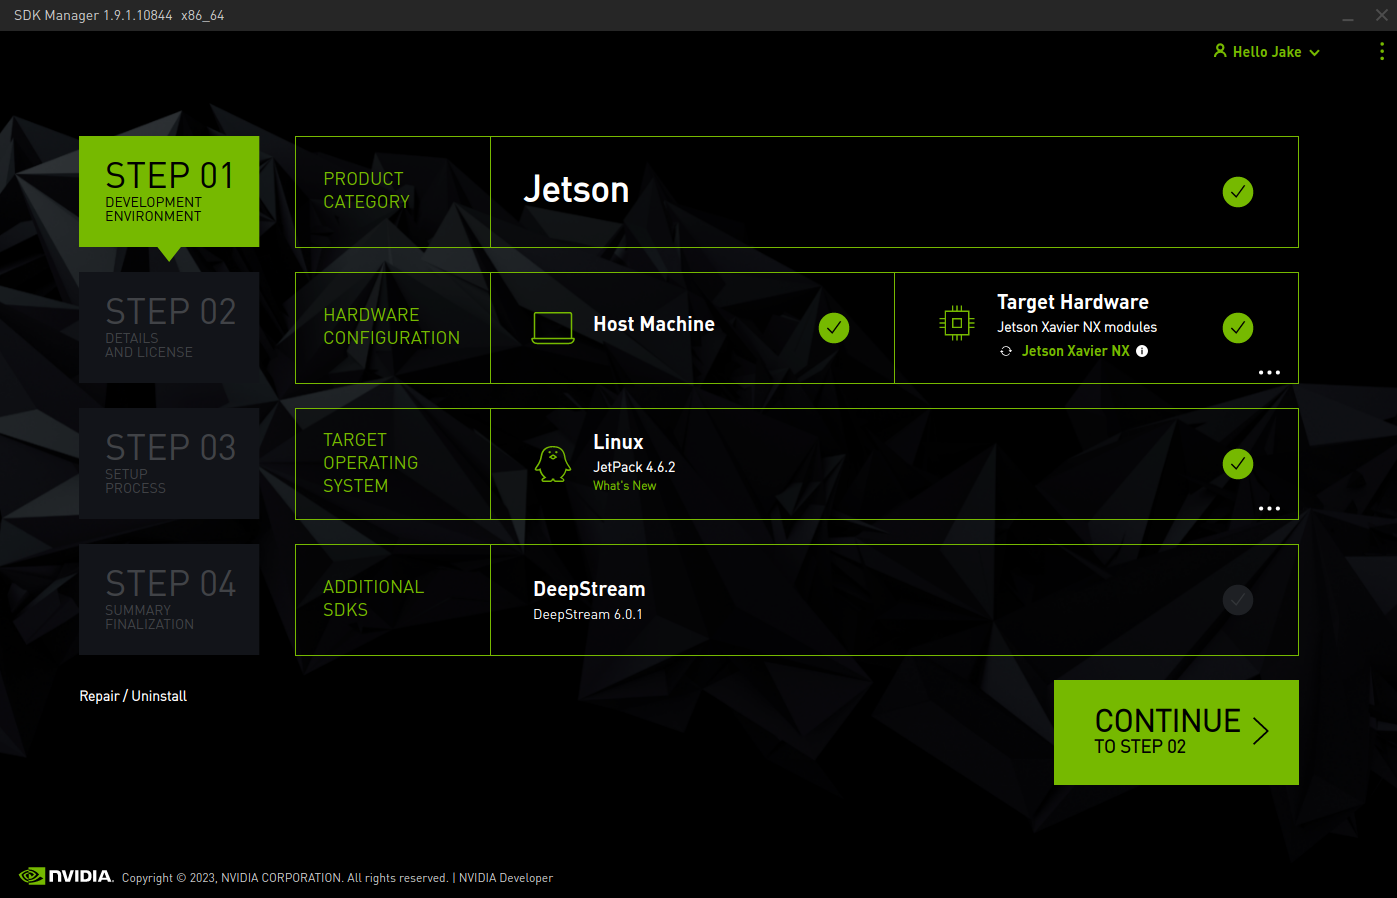 SDK Manager 1.9.1.10844 x86_64
Hello Jake
STEP 01
DEVELOPMENT
ENVIRONMENT
PRODUCT
CATEGORY
Jetson
STEP 02
DETAILS
AND LICENSE
HARDWARE
CONFIGURATION
Host Machine
Target Hardware
Jetson Xavier NX modules
Jetson Xavier NX
STEP 03
SETUP
PROCESS
TARGET
OPERATING
SYSTEM
Linux
JetPack 4.6.2
What's New
STEP 04
SUMMARY
FINALIZATION
ADDITIONAL
SDKS
DeepStream
DeepStream 6.0.1
Repair / Uninstall
CONTINUE
TO STEP 02
NVIDIA. Copyright © 2023, NVIDIA CORPORATION. All rights reserved. | NVIDIA Developer